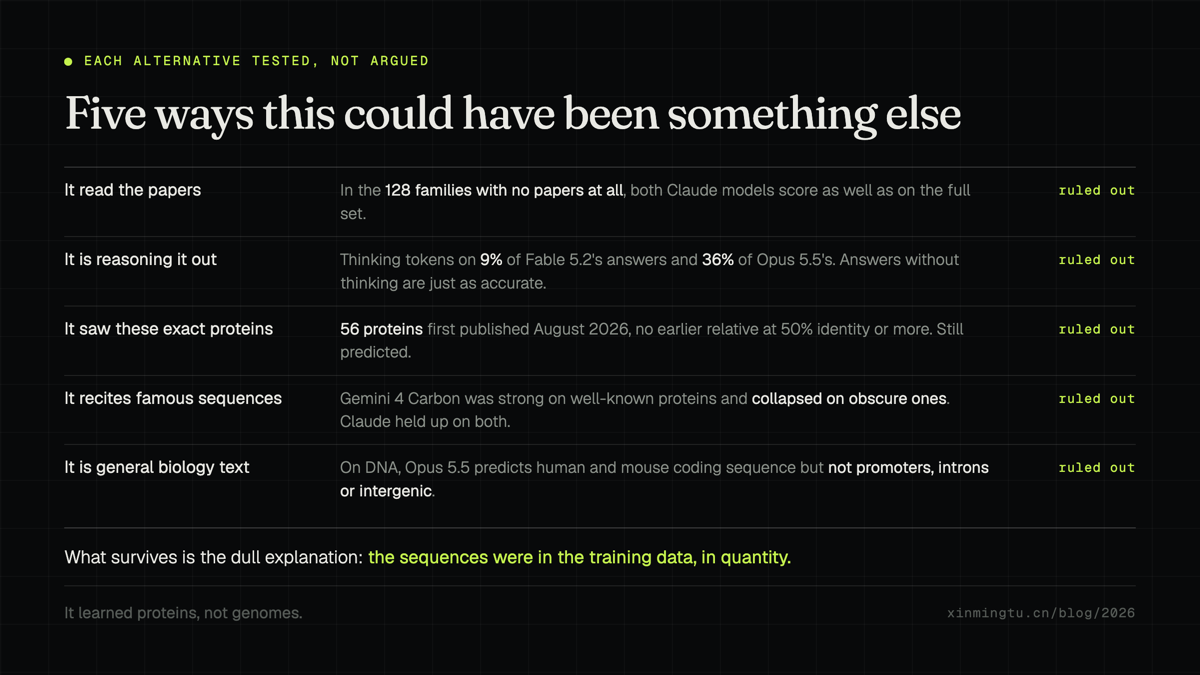 EACH ALTERNATIVE TESTED, NOT ARGUED
Five ways this could have been something else
It read the papers
In the 128 families with no papers at all, both Claude models score as well as on the full
set.
ruled out
It is reasoning it out
Thinking tokens on 9% of Fable 5.2's answers and 36% of Opus 5.5's. Answers without
thinking are just as accurate.
ruled out
It saw these exact proteins
56 proteins first published August 2026, no earlier relative at 50% identity or more. Still
predicted.
ruled out
It recites famous sequences
Gemini 4 Carbon was strong on well-known proteins and collapsed on obscure ones.
Claude held up on both.
ruled out
It is general biology text
On DNA, Opus 5.5 predicts human and mouse coding sequence but not promoters, introns
or intergenic.
ruled out
What survives is the dull explanation: the sequences were in the training data, in quantity.
It learned proteins, not genomes.
xinmingtu.cn/blog/2026